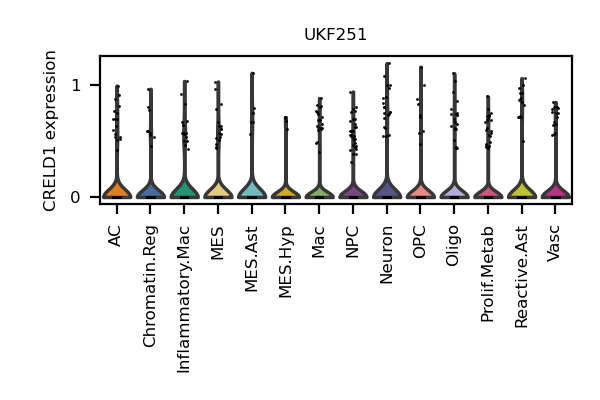 UKF251
CRELD1 expression
1
0
AC
Chromatin.Reg
Inflammatory.Mac
MES
MES.Ast
MES.Hyp
Mac
NPC
Neuron
OPC
Oligo
Prolif.Metab
Reactive.Ast
Vasc